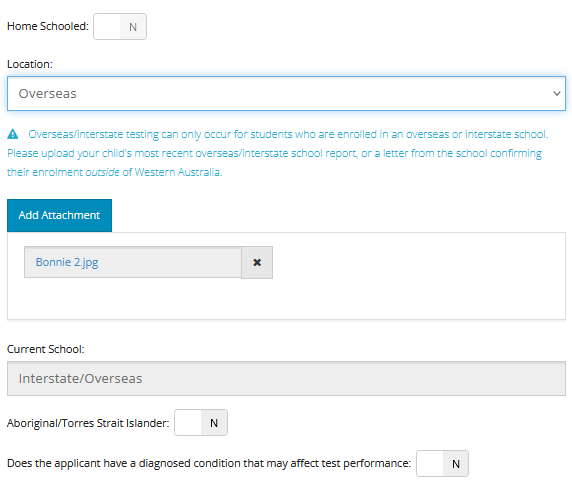 Home Schooled: N
Location:
Overseas
Overseas/interstate testing can only occur for students who are enrolled in an overseas or interstate school.
Please upload your child's most recent overseas/interstate school report, or a letter from the school confirming
their enrolment outside of Western Australia.
Add Attachment
Bonnie 2.jpg
Current School:
Interstate/Overseas
Aboriginal/Torres Strait Islander: N
Does the applicant have a diagnosed condition that may affect test performance: N